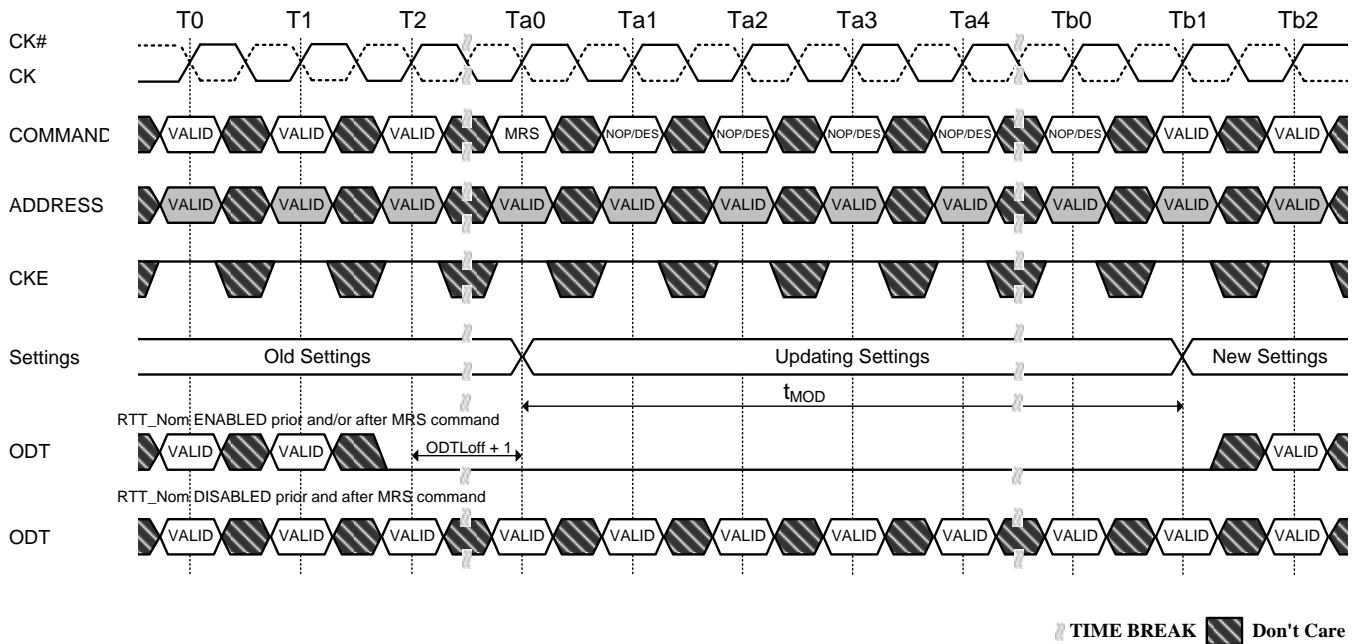 T0 T1 T2 Ta0 Ta1 Ta2 Ta3 Ta4 Tb0 Tb1 Tb2
CK#
CK
COMMAND VALID VALID VALID MRS NOP/DES NOP/DES NOP/DES NOP/DES NOP/DES VALID VALID
ADDRESS VALID VALID VALID VALID VALID VALID VALID VALID VALID VALID VALID
CKE
Settings Old Settings Updating Settings New Settings
tMOD
RTT_Nom ENABLED prior and/or after MRS command
ODT VALID VALID ODTLoff + 1 VALID
RTT_Nom DISABLED prior and after MRS command
ODT VALID VALID VALID VALID VALID VALID VALID VALID VALID VALID VALID
TIME BREAK Don't Care